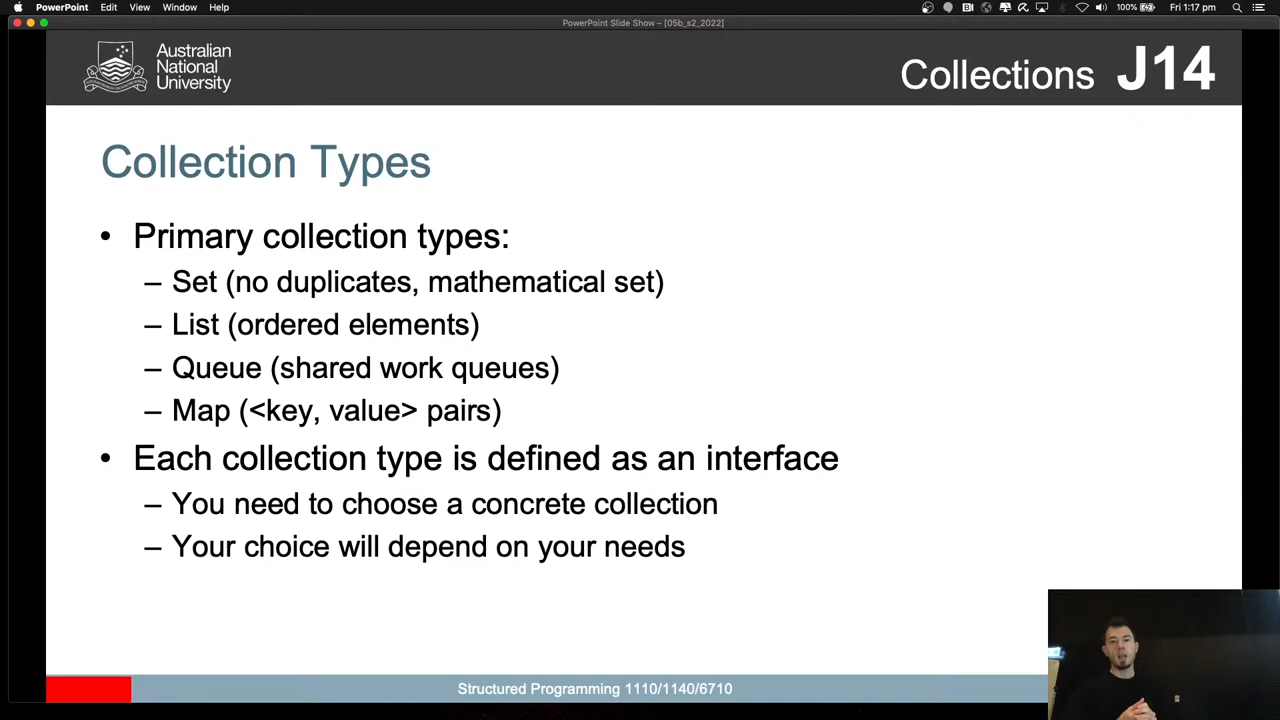 PowerPoint Edit View Window Help 100% Fri 1:17 pm
PowerPoint Slide Show – [05b_s2_2022]
Australian
National
University
Collections J14
Collection Types
• Primary collection types:
– Set (no duplicates, mathematical set)
– List (ordered elements)
– Queue (shared work queues)
– Map (<key, value> pairs)
• Each collection type is defined as an interface
– You need to choose a concrete collection
– Your choice will depend on your needs
Structured Programming 1110/1140/6710